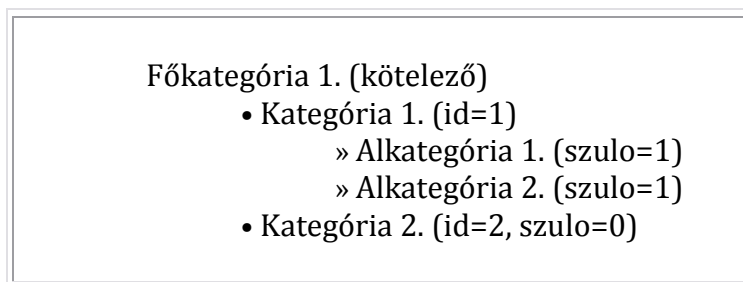 Főkategória 1. (kötelező)
• Kategória 1. (id=1)
» Alkategória 1. (szulo=1)
» Alkategória 2. (szulo=1)
• Kategória 2. (id=2, szulo=0)